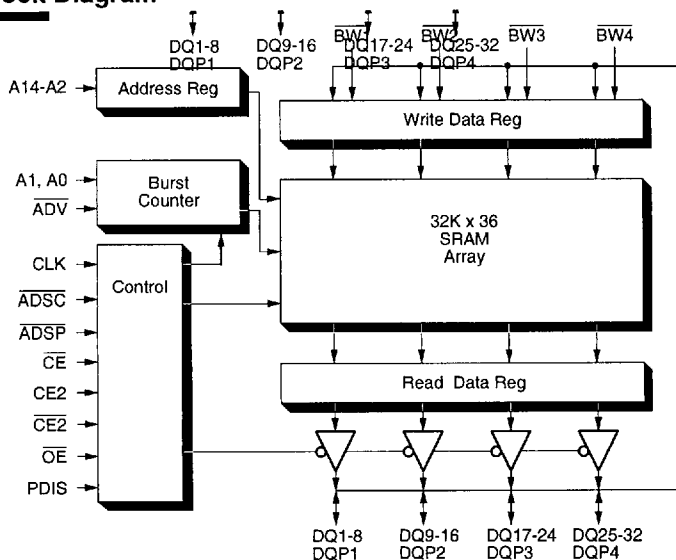 Diagram
DQ1-8 DQ9-16 BW1 DQ17-24 BW2 DQ25-32 BW3 BW4
DQP1 DQP2 DQP3 DQP4
A14-A2
Address Reg
Write Data Reg
A1, A0
ADV
Burst
Counter
32K x 36
SRAM
Array
CLK
ADSC
ADSP
CE
CE2
CE2
OE
PDIS
Control
Read Data Reg
DQ1-8 DQ9-16 DQ17-24 DQ25-32
DQP1 DQP2 DQP3 DQP4